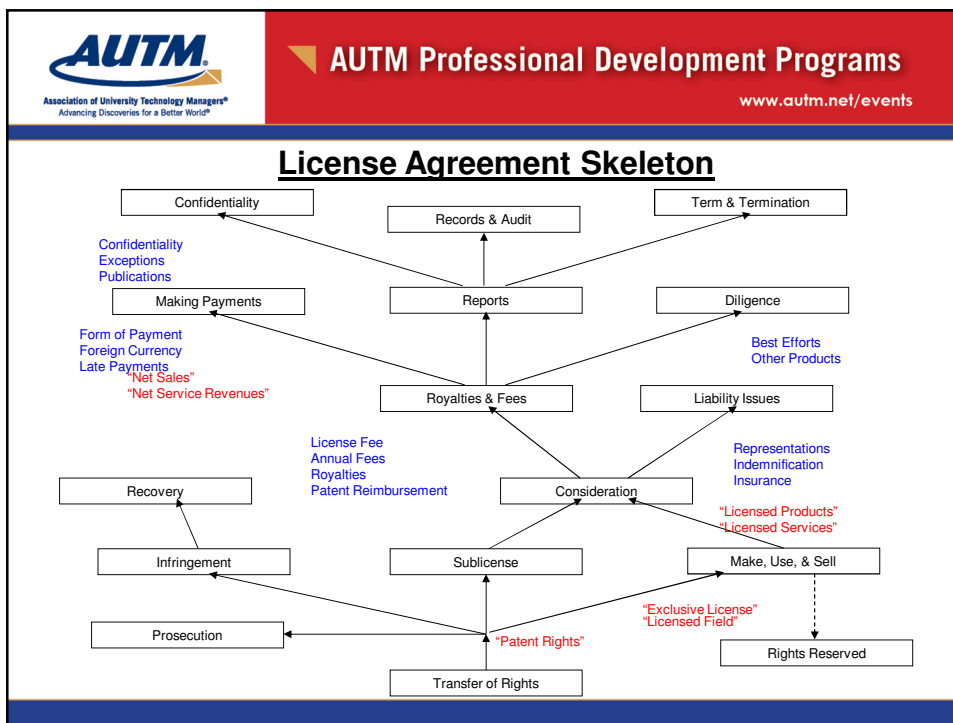 AUTM®
Association of University Technology Managers®
Advancing Discoveries for a Better World®
AUTM Professional Development Programs
www.autm.net/events
License Agreement Skeleton
Confidentiality
Records & Audit
Term & Termination
Confidentiality
Exceptions
Publications
Making Payments
Reports
Diligence
Form of Payment
Foreign Currency
Late Payments
“Net Sales”
“Net Service Revenues”
Best Efforts
Other Products
Royalties & Fees
Liability Issues
License Fee
Annual Fees
Royalties
Patent Reimbursement
Representations
Indemnification
Insurance
Recovery
Consideration
“Licensed Products”
“Licensed Services”
Infringement
Sublicense
Make, Use, & Sell
“Exclusive License”
“Licensed Field”
Prosecution
“Patent Rights”
Rights Reserved
Transfer of Rights